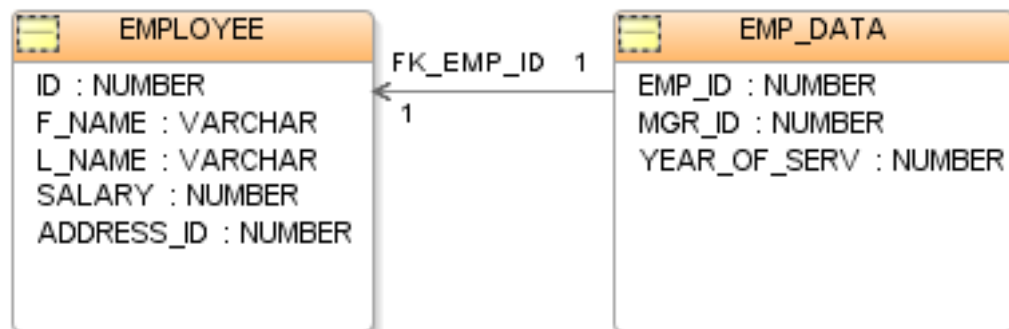 EMPLOYEE
ID : NUMBER
F_NAME : VARCHAR
L_NAME : VARCHAR
SALARY : NUMBER
ADDRESS_ID : NUMBER
FK_EMP_ID 1
1
EMP_DATA
EMP_ID : NUMBER
MGR_ID : NUMBER
YEAR_OF_SERV : NUMBER